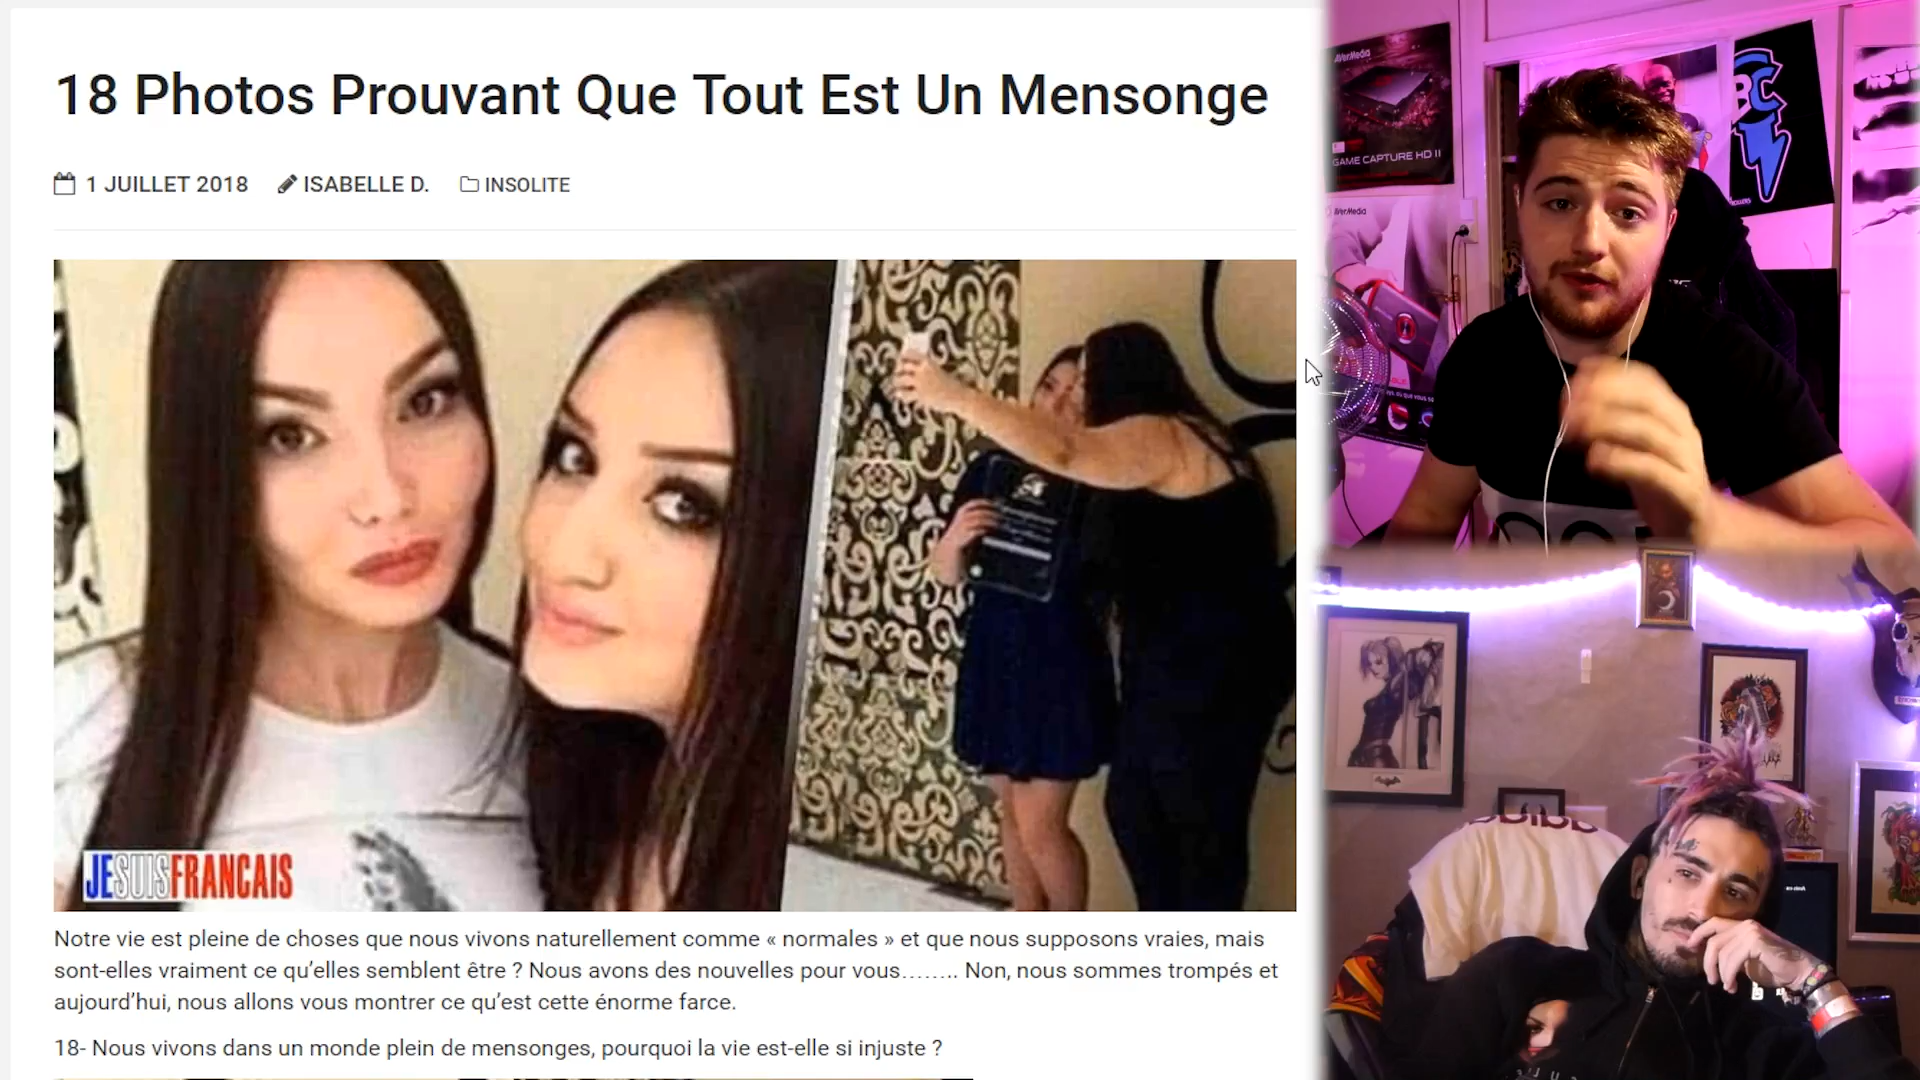 18 Photos Prouvant Que Tout Est Un Mensonge
1 JUILLET 2018 ISABELLE D. INSOLITE
JESUISFRANCAIS
Notre vie est pleine de choses que nous vivons naturellement comme « normales » et que nous supposons vraies, mais
sont-elles vraiment ce qu’elles semblent être ? Nous avons des nouvelles pour vous…….. Non, nous sommes trompés et
aujourd’hui, nous allons vous montrer ce qu’est cette énorme farce.
18- Nous vivons dans un monde plein de mensonges, pourquoi la vie est-elle si injuste ?
AVerMedia
GAME CAPTURE HD II
AVerMedia
BC